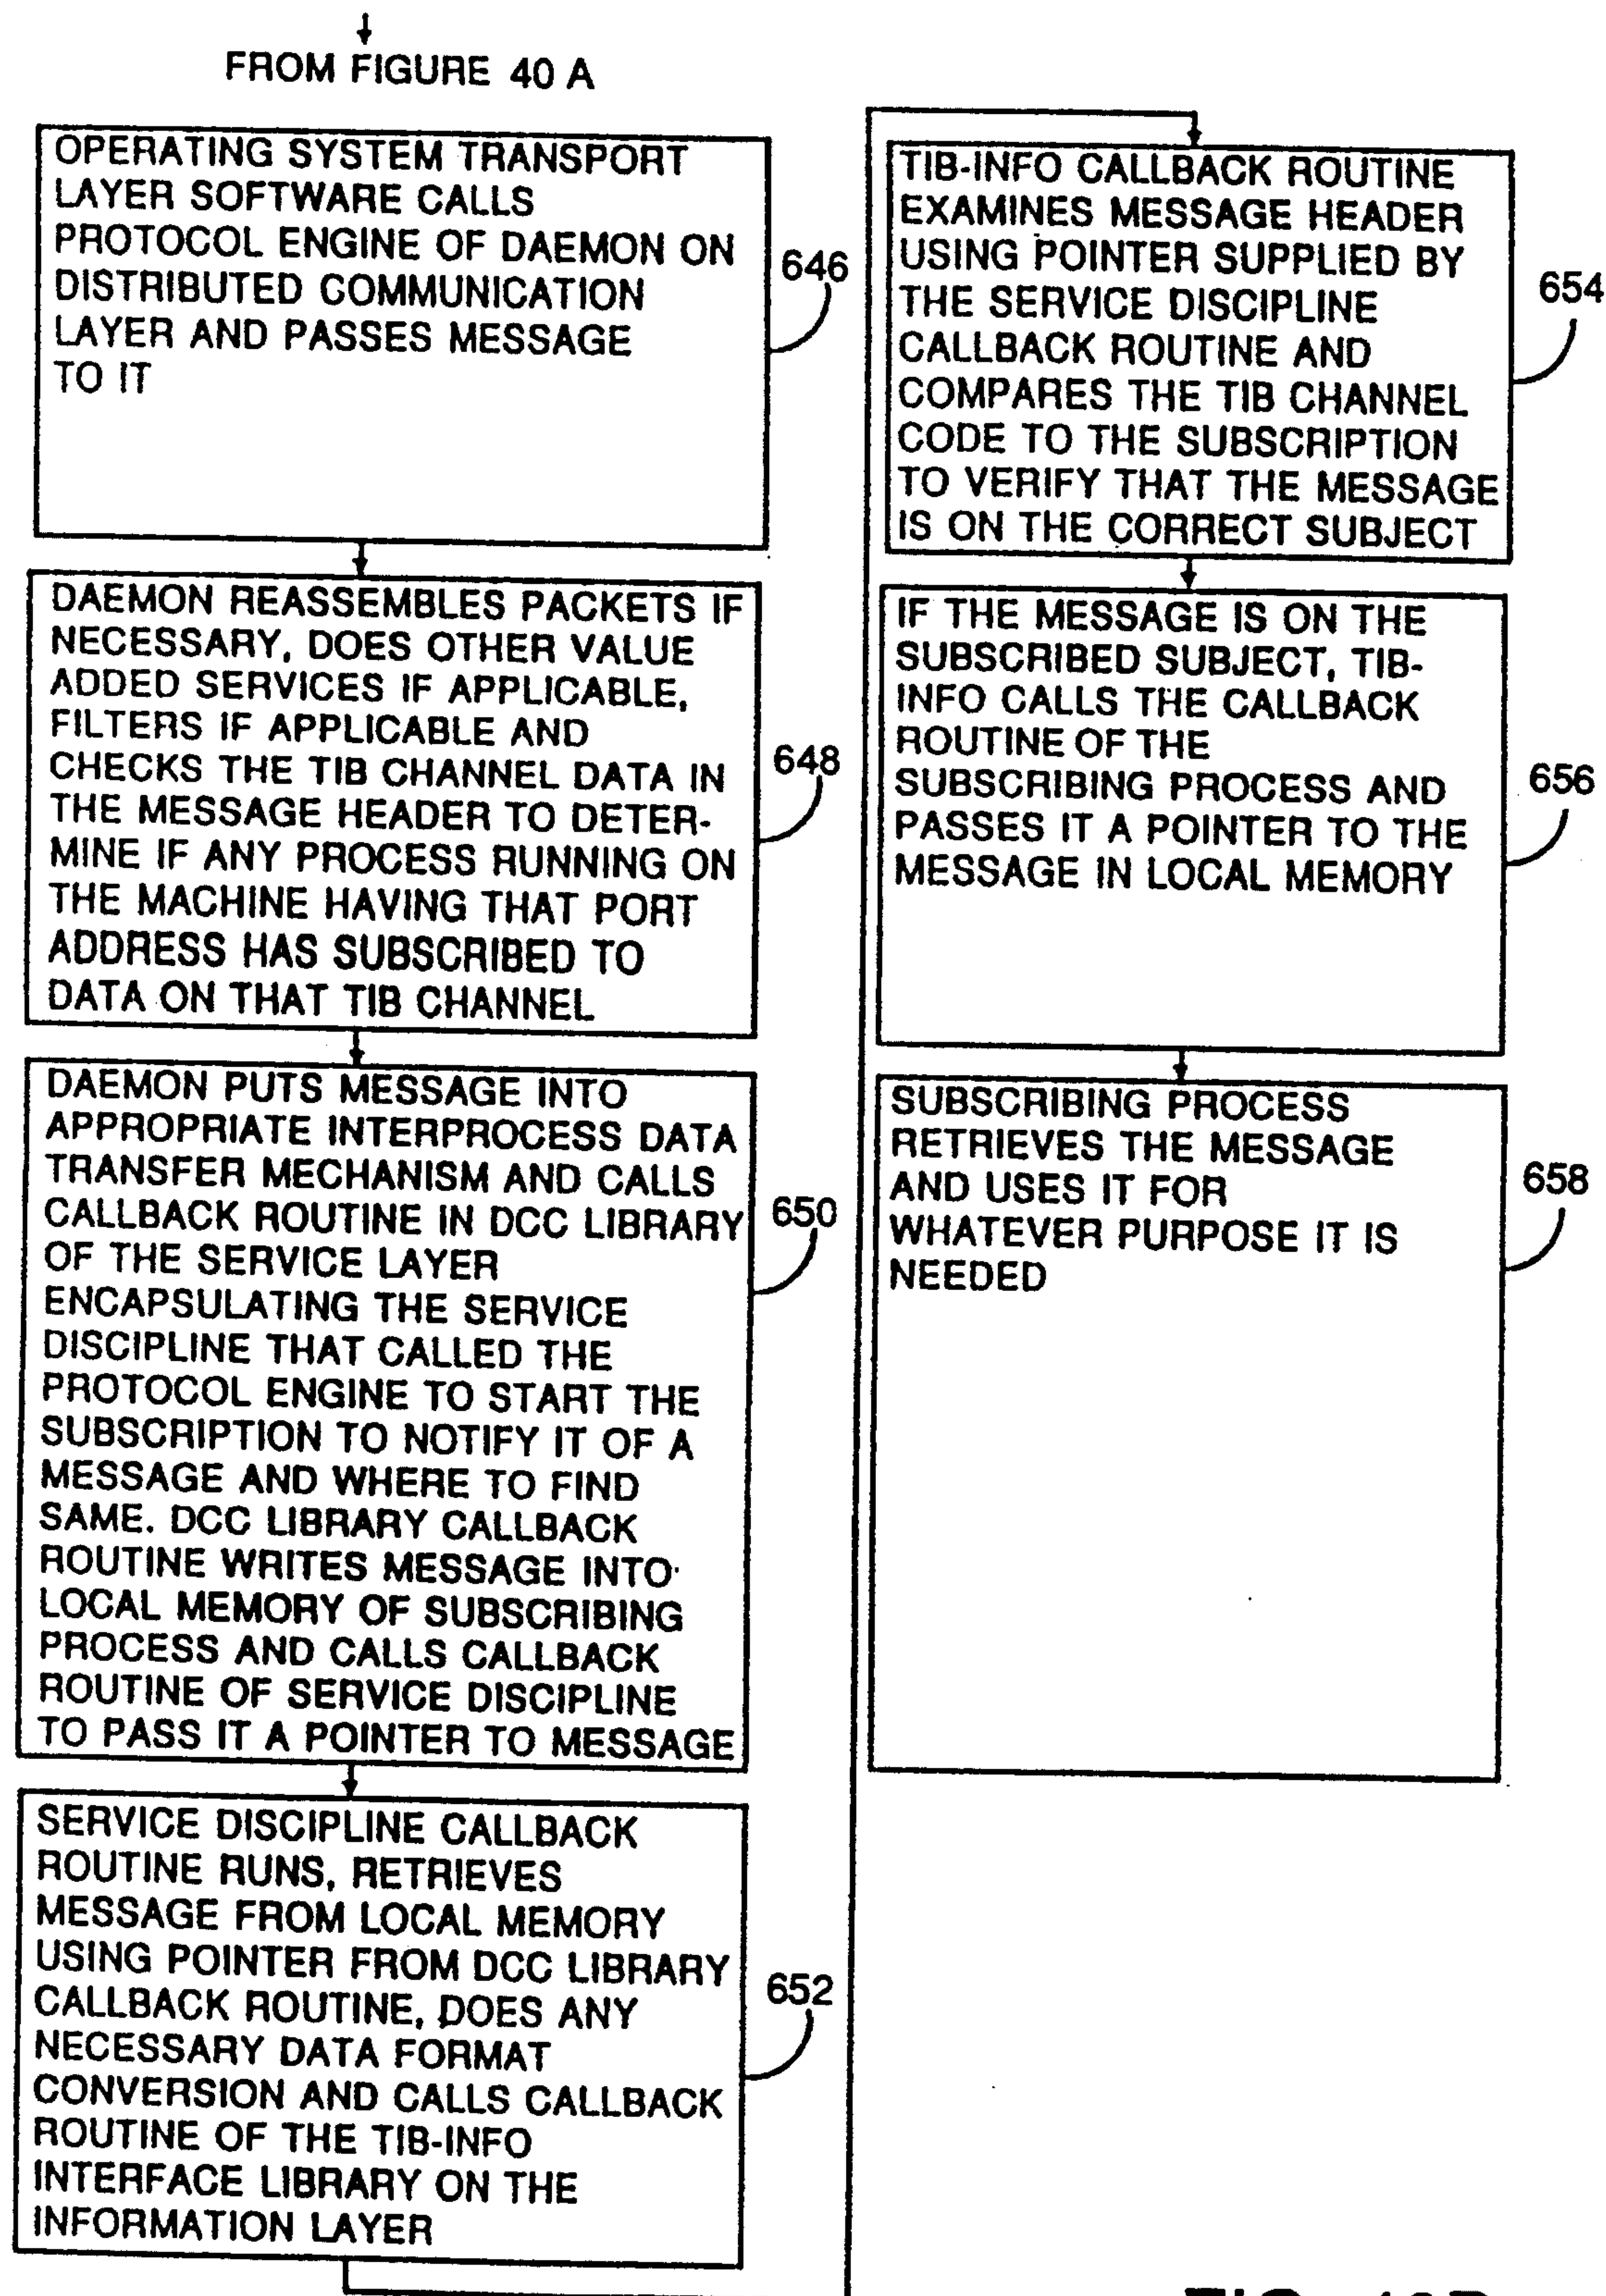 FROM FIGURE 40 A
OPERATING SYSTEM TRANSPORT
LAYER SOFTWARE CALLS
PROTOCOL ENGINE OF DAEMON ON
DISTRIBUTED COMMUNICATION
LAYER AND PASSES MESSAGE
TO IT
646
DAEMON REASSEMBLES PACKETS IF
NECESSARY, DOES OTHER VALUE
ADDED SERVICES IF APPLICABLE,
FILTERS IF APPLICABLE AND
CHECKS THE TIB CHANNEL DATA IN
THE MESSAGE HEADER TO DETER-
MINE IF ANY PROCESS RUNNING ON
THE MACHINE HAVING THAT PORT
ADDRESS HAS SUBSCRIBED TO
DATA ON THAT TIB CHANNEL
648
DAEMON PUTS MESSAGE INTO
APPROPRIATE INTERPROCESS DATA
TRANSFER MECHANISM AND CALLS
CALLBACK ROUTINE IN DCC LIBRARY
OF THE SERVICE LAYER
ENCAPSULATING THE SERVICE
DISCIPLINE THAT CALLED THE
PROTOCOL ENGINE TO START THE
SUBSCRIPTION TO NOTIFY IT OF A
MESSAGE AND WHERE TO FIND
SAME. DCC LIBRARY CALLBACK
ROUTINE WRITES MESSAGE INTO
LOCAL MEMORY OF SUBSCRIBING
PROCESS AND CALLS CALLBACK
ROUTINE OF SERVICE DISCIPLINE
TO PASS IT A POINTER TO MESSAGE
650
SERVICE DISCIPLINE CALLBACK
ROUTINE RUNS, RETRIEVES
MESSAGE FROM LOCAL MEMORY
USING POINTER FROM DCC LIBRARY
CALLBACK ROUTINE, DOES ANY
NECESSARY DATA FORMAT
CONVERSION AND CALLS CALLBACK
ROUTINE OF THE TIB-INFO
INTERFACE LIBRARY ON THE
INFORMATION LAYER
652
TIB-INFO CALLBACK ROUTINE
EXAMINES MESSAGE HEADER
USING POINTER SUPPLIED BY
THE SERVICE DISCIPLINE
CALLBACK ROUTINE AND
COMPARES THE TIB CHANNEL
CODE TO THE SUBSCRIPTION
TO VERIFY THAT THE MESSAGE
IS ON THE CORRECT SUBJECT
654
IF THE MESSAGE IS ON THE
SUBSCRIBED SUBJECT, TIB-
INFO CALLS THE CALLBACK
ROUTINE OF THE
SUBSCRIBING PROCESS AND
PASSES IT A POINTER TO THE
MESSAGE IN LOCAL MEMORY
656
SUBSCRIBING PROCESS
RETRIEVES THE MESSAGE
AND USES IT FOR
WHATEVER PURPOSE IT IS
NEEDED
658